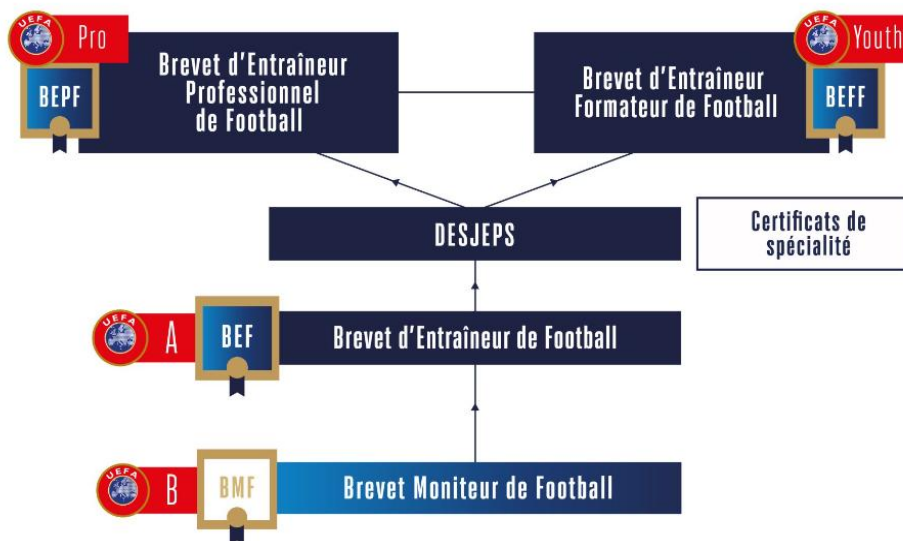 UEFA
Pro
BEPF
Brevet d'Entraîneur
Professionnel
de Football
Brevet d'Entraîneur
Formateur de Football
UEFA
Youth
BEFF
DESJEPS
Certificats de
spécialité
UEFA
A
BEF
Brevet d'Entraîneur de Football
UEFA
B
BMF
Brevet Moniteur de Football